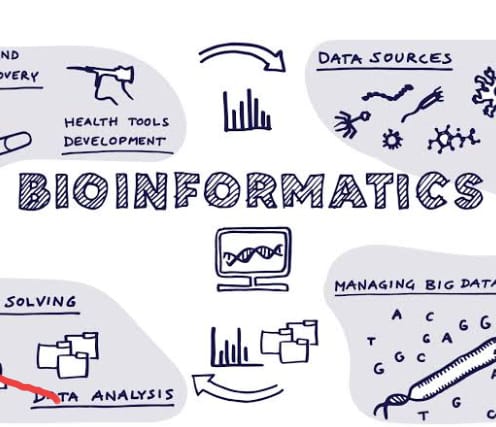 ND
OVERY
HEALTH TOOLS
DEVELOPMENT
DATA SOURCES
BIOINFORMATICS
SOLVING
DATA ANALYSIS
MANAGING BIG DATA
A C
T G A G G
G G C
A
T G C